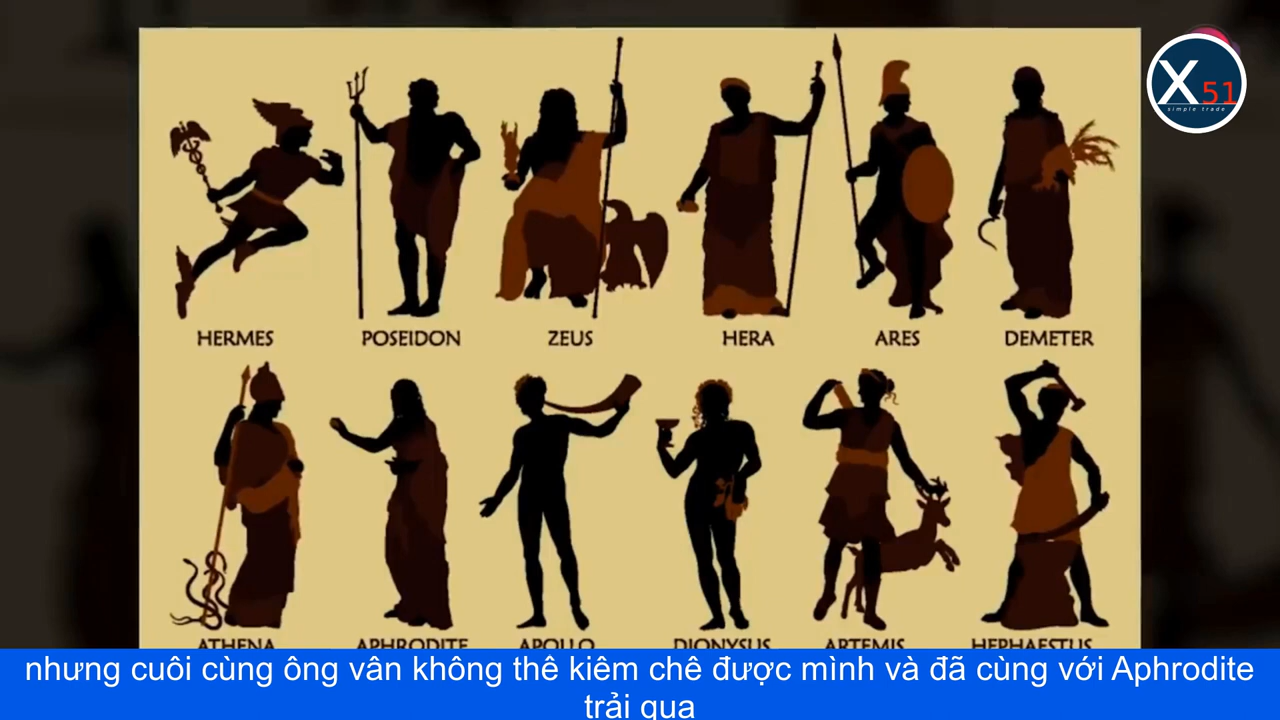 X51
simple trade
HERMES POSEIDON ZEUS HERA ARES DEMETER
ATHENA APHRODITE APOLLO DIONYSUS ARTEMIS HEPHAESTUS
nhưng cuôi cùng ông vân không thê kiêm chê được mình và đã cùng với Aphrodite
trải qua